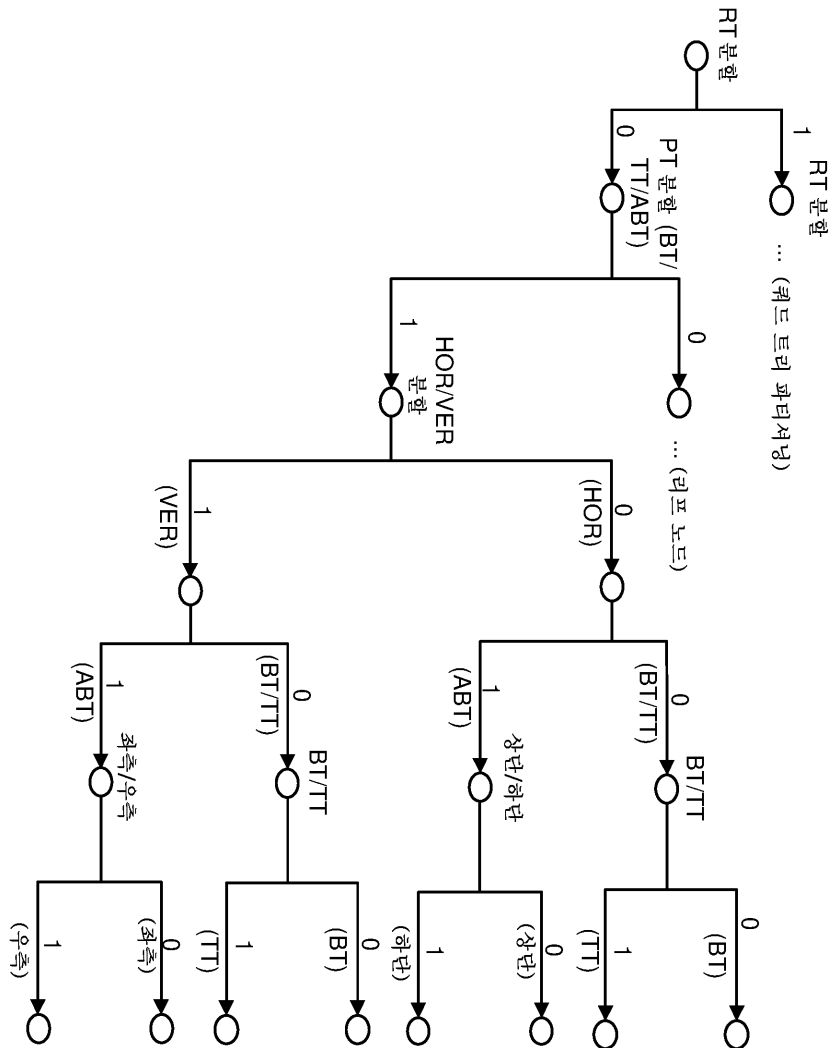 RT 분할
1
RT 분할
... (쿼드 트리 파티셔닝)
0
PT 분할 (BT/
TT/ABT)
0
... (리프 노드)
1
HOR/VER
분할
0
(HOR)
1
(VER)
0
(BT/TT)
BT/TT
1
(ABT)
상단/하단
0
(BT/TT)
BT/TT
1
(ABT)
좌측/우측
0
(BT)
1
(TT)
0
(상단)
1
(하단)
0
(BT)
1
(TT)
0
(좌측)
1
(우측)